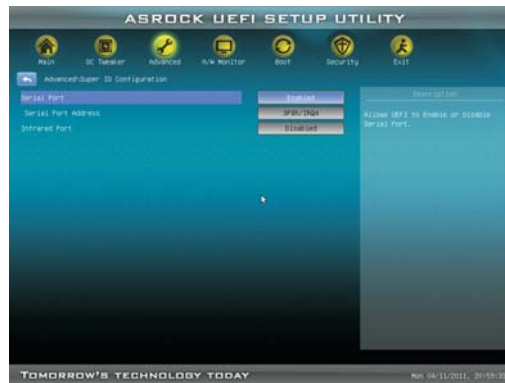 ASROCK UEFI SETUP UTILITY
Main OC Tweaker Advanced H/W Monitor Boot Security Exit
Advanced\Super IO Configuration
Description
Serial Port Enabled
Allows UEFI to Enable or Disable
Serial Port.
Serial Port Address 3F8h/IRQ4
Infrared Port Disabled
TOMORROW'S TECHNOLOGY TODAY
Mon 04/11/2011,